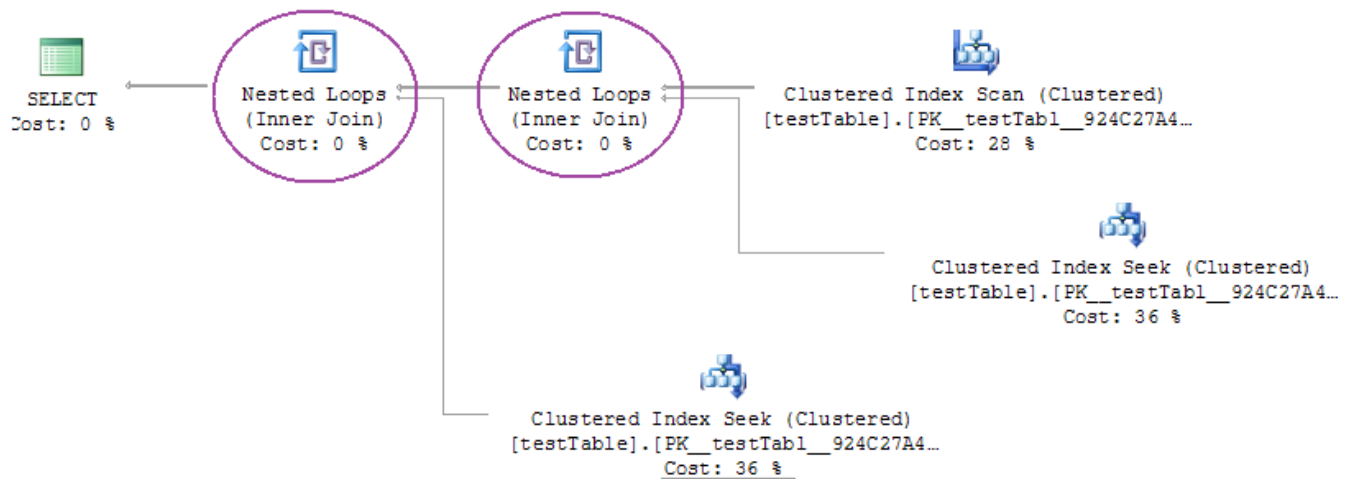 SELECT
Cost: 0 %
Nested Loops
(Inner Join)
Cost: 0 %
Nested Loops
(Inner Join)
Cost: 0 %
Clustered Index Scan (Clustered)
[testTable].[PK__testTabl__924C27A4…
Cost: 28 %
Clustered Index Seek (Clustered)
[testTable].[PK__testTabl__924C27A4…
Cost: 36 %
Clustered Index Seek (Clustered)
[testTable].[PK__testTabl__924C27A4…
Cost: 36 %